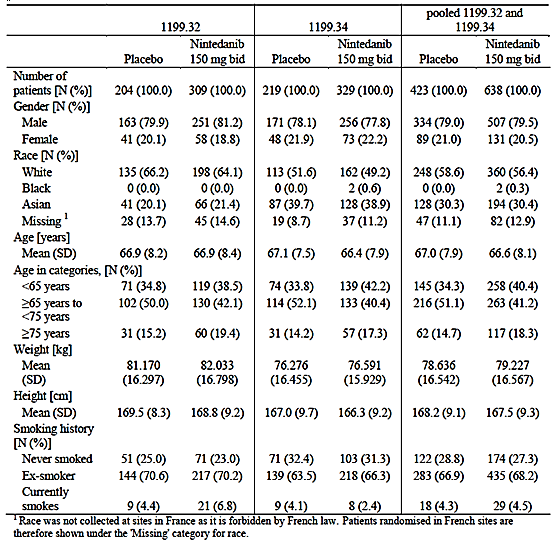 1199.32 1199.34 pooled 1199.32 and 1199.34
Placebo Nintedanib 150 mg bid Placebo Nintedanib 150 mg bid Placebo Nintedanib 150 mg bid
Number of
patients [N (%)] 204 (100.0) 309 (100.0) 219 (100.0) 329 (100.0) 423 (100.0) 638 (100.0)
Gender [N (%)]
Male 163 (79.9) 251 (81.2) 171 (78.1) 256 (77.8) 334 (79.0) 507 (79.5)
Female 41 (20.1) 58 (18.8) 48 (21.9) 73 (22.2) 89 (21.0) 131 (20.5)
Race [N (%)]
White 135 (66.2) 198 (64.1) 113 (51.6) 162 (49.2) 248 (58.6) 360 (56.4)
Black 0 (0.0) 0 (0.0) 0 (0.0) 2 (0.6) 0 (0.0) 2 (0.3)
Asian 41 (20.1) 66 (21.4) 87 (39.7) 128 (38.9) 128 (30.3) 194 (30.4)
Missing 1 28 (13.7) 45 (14.6) 19 (8.7) 37 (11.2) 47 (11.1) 82 (12.9)
Age [years]
Mean (SD) 66.9 (8.2) 66.9 (8.4) 67.1 (7.5) 66.4 (7.9) 67.0 (7.9) 66.6 (8.1)
Age in categories, [N (%)]
<65 years 71 (34.8) 119 (38.5) 74 (33.8) 139 (42.2) 145 (34.3) 258 (40.4)
≥65 years to 102 (50.0) 130 (42.1) 114 (52.1) 133 (40.4) 216 (51.1) 263 (41.2)
<75 years
≥75 years 31 (15.2) 60 (19.4) 31 (14.2) 57 (17.3) 62 (14.7) 117 (18.3)
Weight [kg]
Mean 81.170 82.033 76.276 76.591 78.636 79.227
(SD) (16.297) (16.798) (16.455) (15.929) (16.542) (16.567)
Height [cm]
Mean (SD) 169.5 (8.3) 168.8 (9.2) 167.0 (9.7) 166.3 (9.2) 168.2 (9.1) 167.5 (9.3)
Smoking history
[N (%)]
Never smoked 51 (25.0) 71 (23.0) 71 (32.4) 103 (31.3) 122 (28.8) 174 (27.3)
Ex-smoker 144 (70.6) 217 (70.2) 139 (63.5) 218 (66.3) 283 (66.9) 435 (68.2)
Currently
smokes 9 (4.4) 21 (6.8) 9 (4.1) 8 (2.4) 18 (4.3) 29 (4.5)
1 Race was not collected at sites in France as it is forbidden by French law. Patients randomised in French sites are
therefore shown under the 'Missing' category for race.